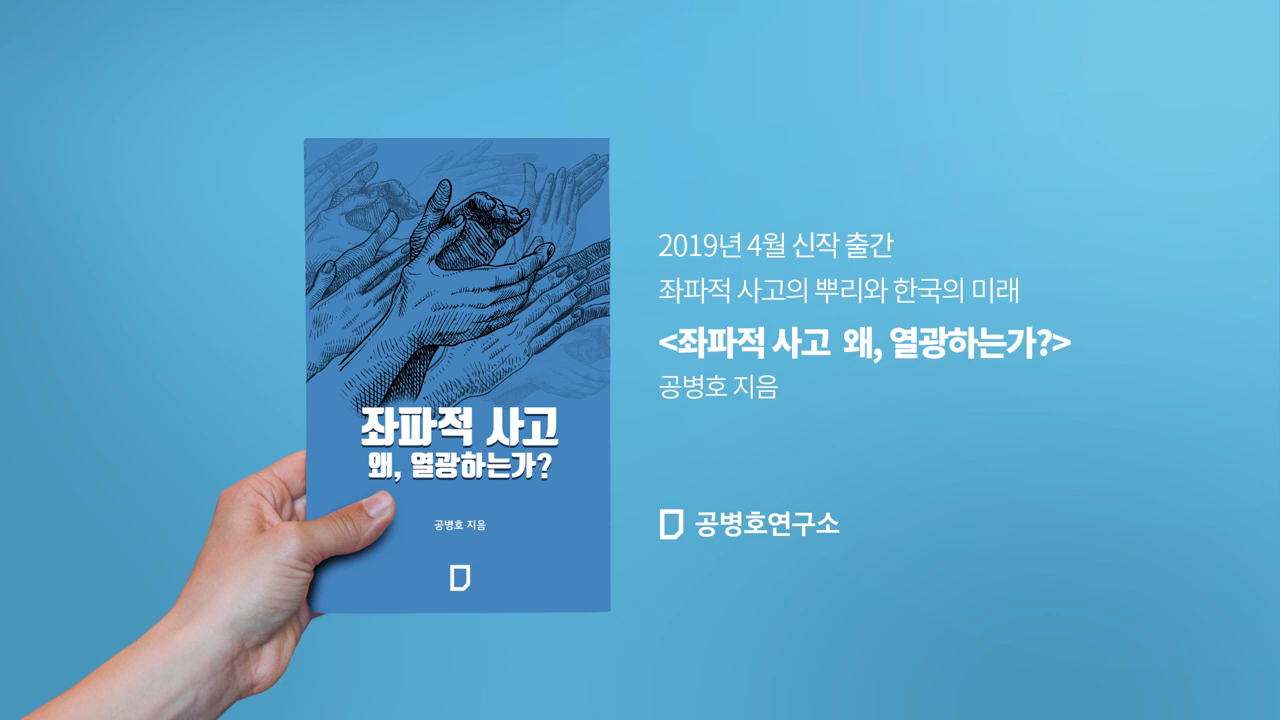 좌파적 사고
왜, 열광하는가?
공병호 지음
2019년 4월 신작 출간
좌파적 사고의 뿌리와 한국의 미래
<좌파적 사고 왜, 열광하는가?>
공병호 지음
공병호연구소